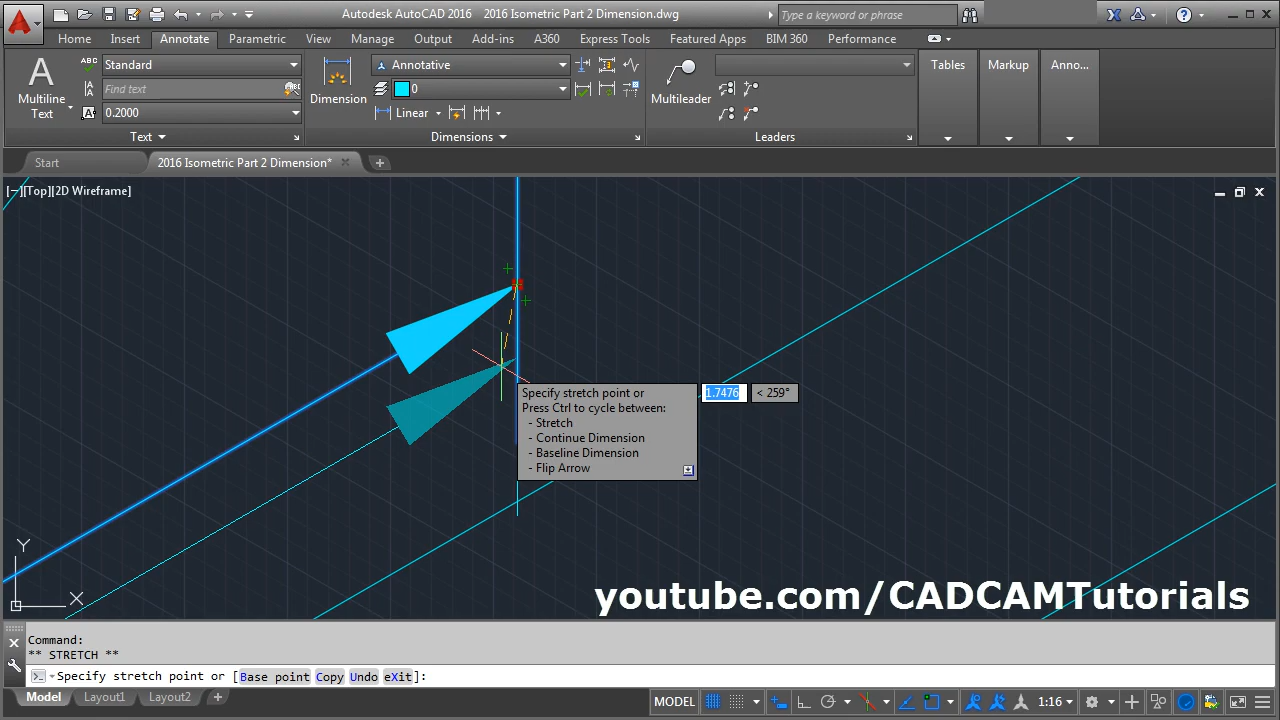 Autodesk AutoCAD 2016 2016 Isometric Part 2 Dimension.dwg
Type a keyword or phrase
Home Insert Annotate Parametric View Manage Output Add-ins A360 Express Tools Featured Apps BIM 360 Performance
ABC Standard
Annotative
A
Find text
0
Multiline Text
0.2000
Dimension
Linear
Multileader
Tables
Markup
Anno...
Text
Dimensions
Leaders
Start
2016 Isometric Part 2 Dimension*
[−][Top][2D Wireframe]
Specify stretch point or
Press Ctrl to cycle between:
- Stretch
- Continue Dimension
- Baseline Dimension
- Flip Arrow
1.7476
< 259°
Y
X
youtube.com/CADCAMTutorials
Command:
** STRETCH **
Specify stretch point or [Base point Copy Undo eXit]:
Model Layout1 Layout2 +
MODEL
1:16